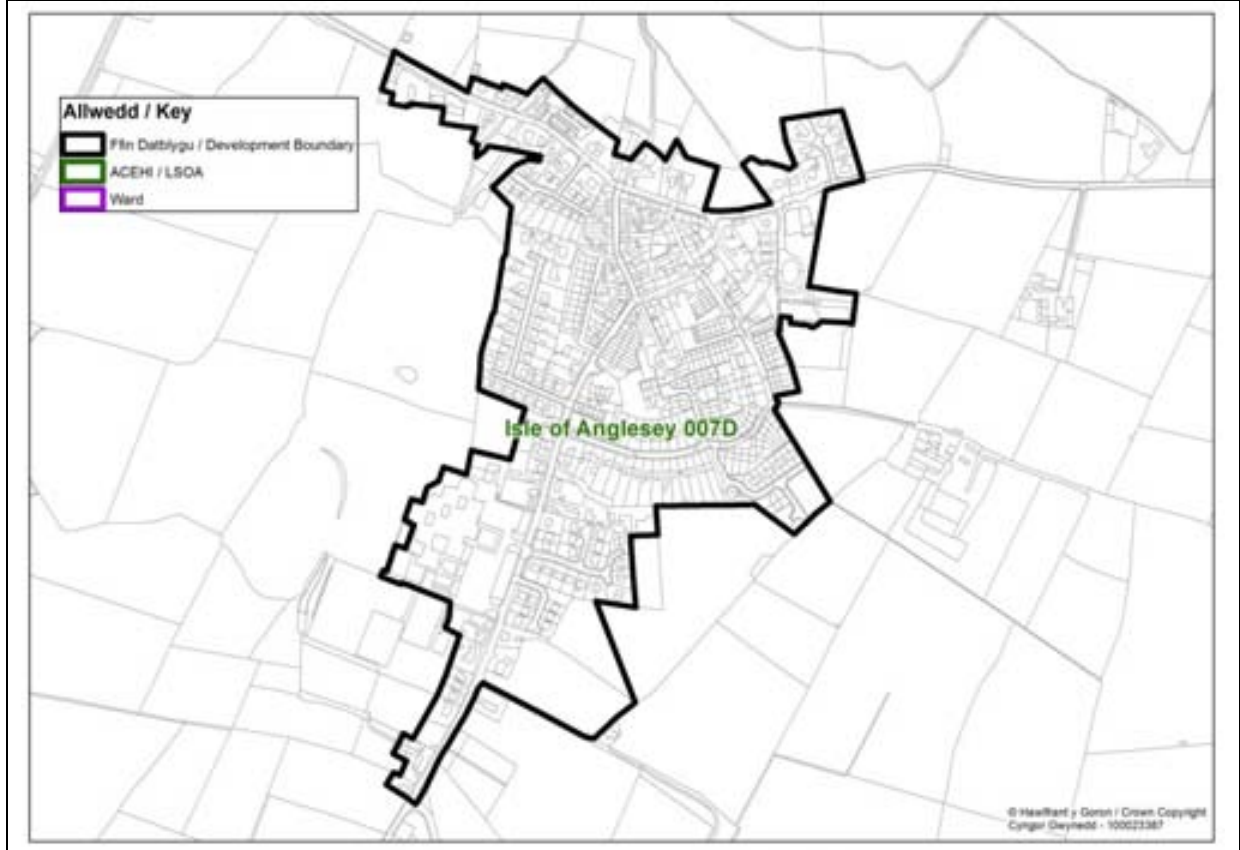 Allwedd / Key
Ffin Datblygu / Development Boundary
ACEHI / LSOA
Ward
Isle of Anglesey 007D
© Hawlfraint y Goron / Crown Copyright
Cyngor Gwynedd - 100023387